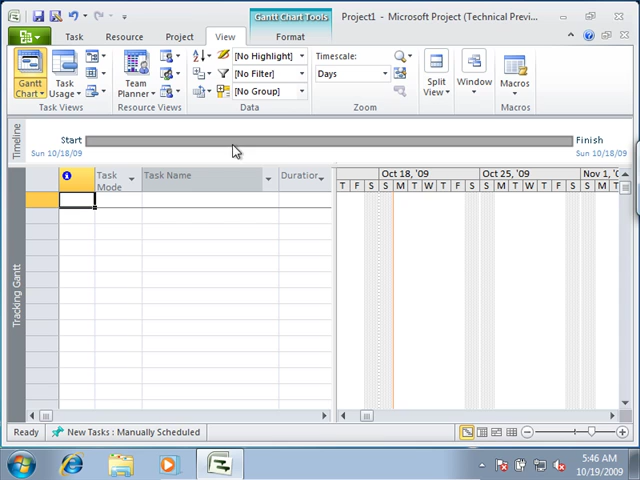 Gantt Chart Tools
Project1 - Microsoft Project (Technical Previ...
Task Resource Project View Format
Gantt Chart
Task Usage
Task Views
Team Planner
Resource Views
[No Highlight]
[No Filter]
[No Group]
Data
Timescale:
Days
Zoom
Split View
Window
Macros
Macros
Timeline
Start
Finish
Sun 10/18/09
Sun 10/18/09
Task Mode
Task Name
Duration
Oct 18, '09
Oct 25, '09
Nov 1, '0
T F S S M T W T F S S M T W T F S S M T
Tracking Gantt
Ready
New Tasks : Manually Scheduled
5:46 AM
10/19/2009